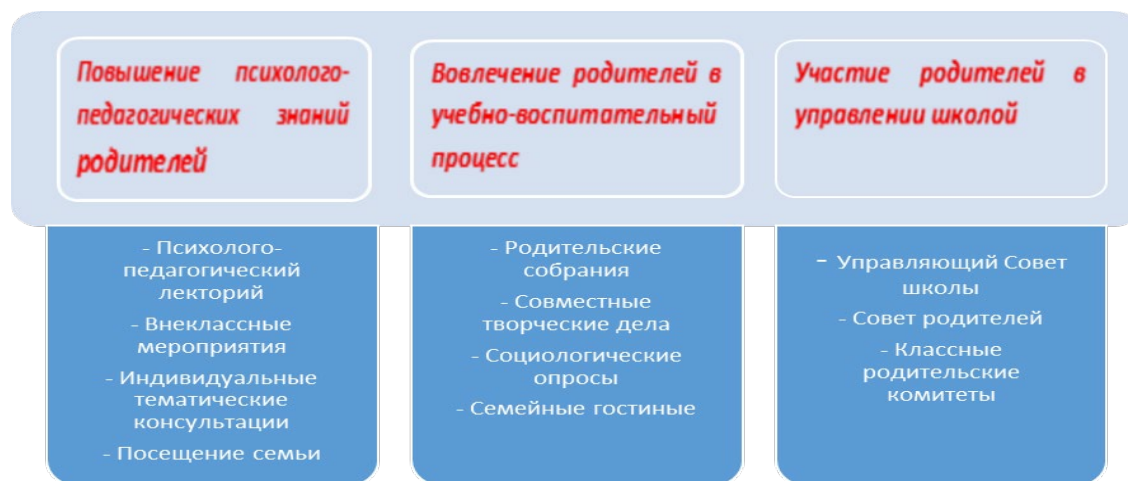 Повышение психолого-
педагогических знаний
родителей
- Психолого-
педагогический
лекторий
- Внеклассные
мероприятия
- Индивидуальные
тематические
консультации
- Посещение семьи
Вовлечение родителей в
учебно-воспитательный
процесс
- Родительские
собрания
- Совместные
творческие дела
- Социологические
опросы
- Семейные гостиные
Участие родителей в
управлении школой
- Управляющий Совет
школы
- Совет родителей
- Классные
родительские
комитеты